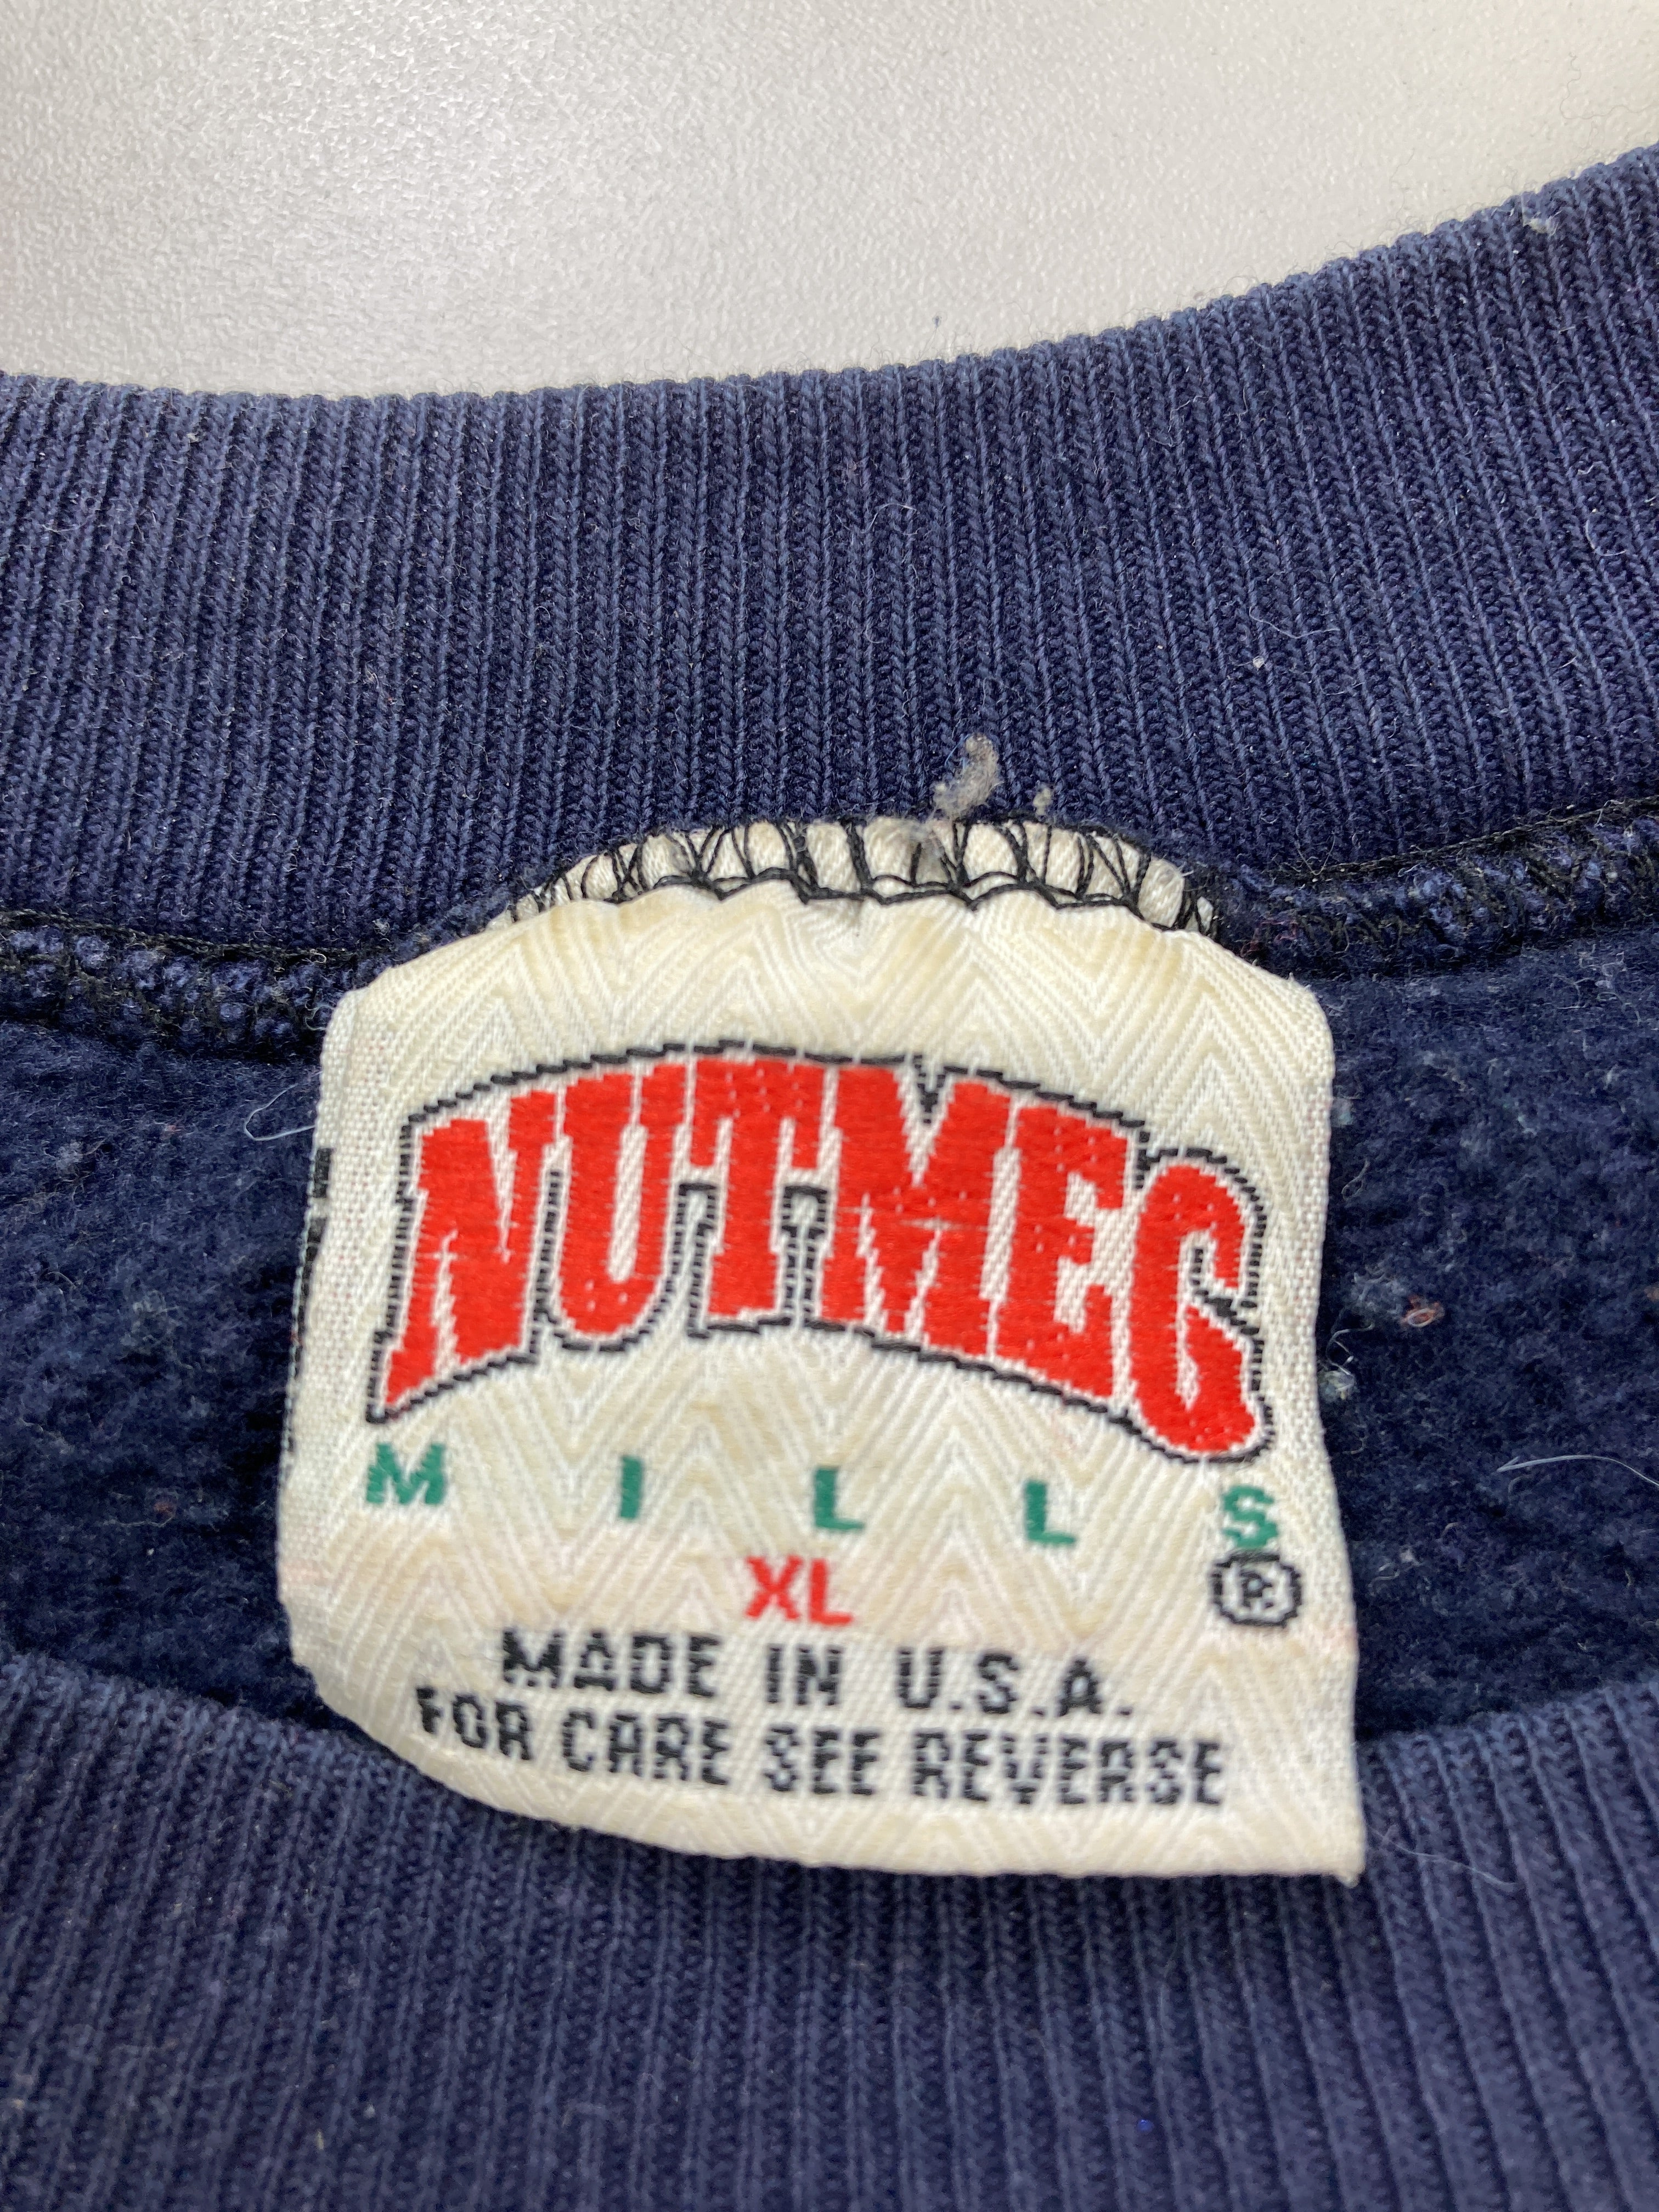 NUTMEG
MILLS
XL ®
MADE IN U.S.A.
FOR CARE SEE REVERSE